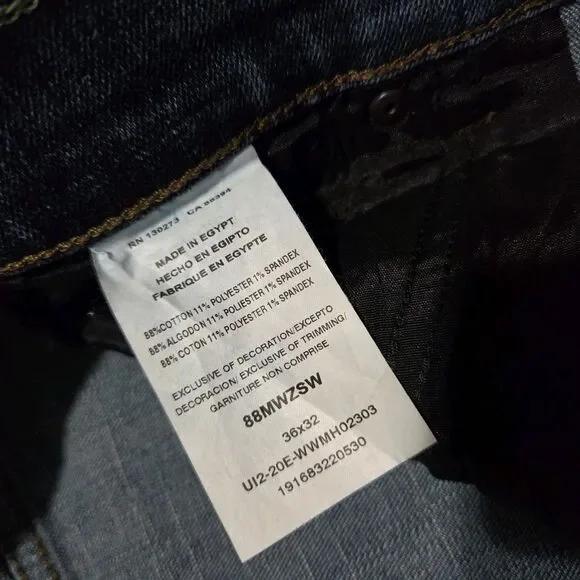 RN 130273 CA 59394
MADE IN EGYPT
HECHO EN EGIPTO
FABRIQUE EN EGYPTE
88%COTTON 11% POLYESTER 1% SPANDEX
88% ALGODON 11% POLIESTER 1% SPANDEX
88% COTON 11% POLYESTER 1% SPANDEX
EXCLUSIVE OF DECORATION/EXCEPTO
DECORACION/ EXCLUSIVE OF TRIMMING/
GARNITURE NON COMPRISE
88MWZSW
36x32
UI2-20E-WWMH02303
191683220530